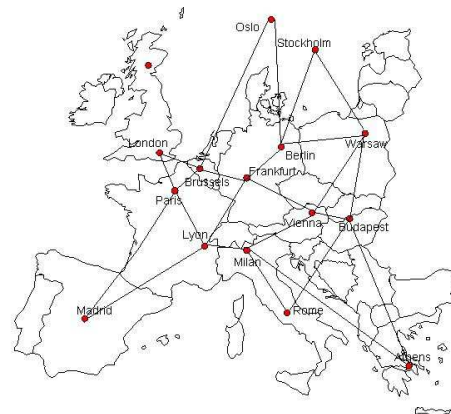 Oslo
Stockholm
London
Berlin
Warsaw
Brussels
Frankfurt
Paris
Vienna
Budapest
Lyon
Milan
Madrid
Rome
Athens